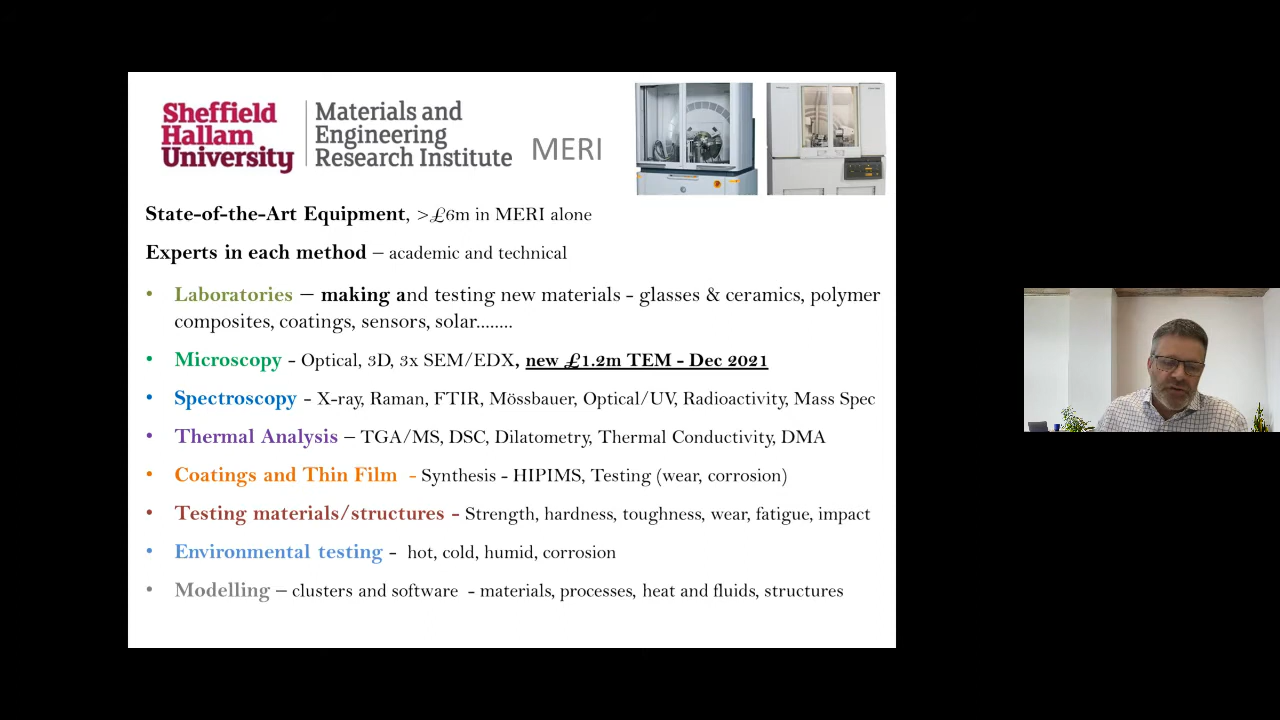 Sheffield
Hallam
University
Materials and
Engineering
Research Institute
MERI
State-of-the-Art Equipment, >£6m in MERI alone
Experts in each method – academic and technical
• Laboratories – making and testing new materials - glasses & ceramics, polymer
composites, coatings, sensors, solar........
• Microscopy - Optical, 3D, 3x SEM/EDX, new £1.2m TEM - Dec 2021
• Spectroscopy - X-ray, Raman, FTIR, Mössbauer, Optical/UV, Radioactivity, Mass Spec
• Thermal Analysis – TGA/MS, DSC, Dilatometry, Thermal Conductivity, DMA
• Coatings and Thin Film - Synthesis - HIPIMS, Testing (wear, corrosion)
• Testing materials/structures - Strength, hardness, toughness, wear, fatigue, impact
• Environmental testing - hot, cold, humid, corrosion
• Modelling – clusters and software - materials, processes, heat and fluids, structures